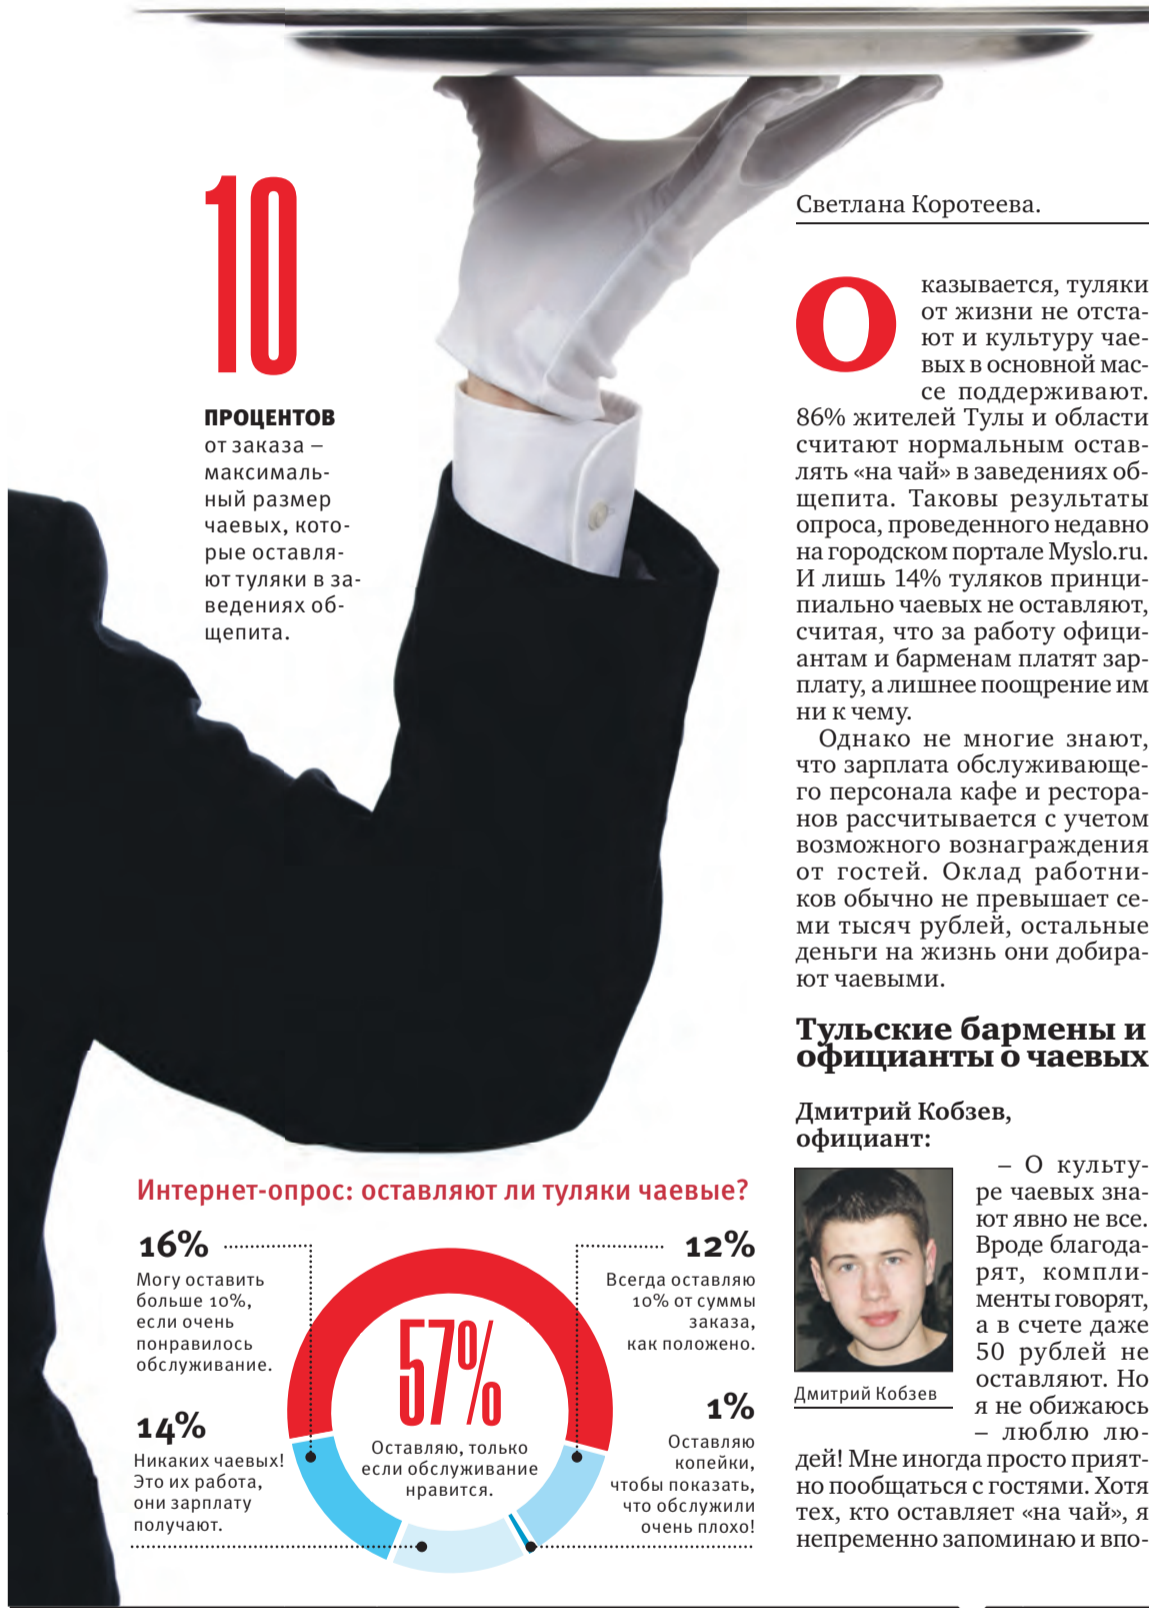 10
ПРОЦЕНТОВ
от заказа –
максималь-
ный размер
чаевых, кото-
рые оставля-
ют туляки в за-
ведениях об-
щепита.
Светлана Коротеева.
Оказывается, туляки
от жизни не отста-
ют и культуру чае-
вых в основной мас-
се поддерживают.
86% жителей Тулы и области
считают нормальным остав-
лять «на чай» в заведениях об-
щепита. Таковы результаты
опроса, проведенного недавно
на городском портале Myslo.ru.
И лишь 14% туляков принци-
пиально чаевых не оставляют,
считая, что за работу офици-
антам и барменам платят зар-
плату, а лишнее поощрение им
ни к чему.
Однако не многие знают,
что зарплата обслуживающе-
го персонала кафе и рестора-
нов рассчитывается с учетом
возможного вознаграждения
от гостей. Оклад работни-
ков обычно не превышает се-
ми тысяч рублей, остальные
деньги на жизнь они добира-
ют чаевыми.
Тульские бармены и
официанты о чаевых
Дмитрий Кобзев,
официант:
– О культу-
ре чаевых зна-
ют явно не все.
Вроде благода-
рят, компли-
менты говорят,
а в счете даже
50 рублей не
оставляют. Но
я не обижаюсь
– люблю лю-
дей! Мне иногда просто прият-
но пообщаться с гостями. Хотя
тех, кто оставляет «на чай», я
непременно запоминаю и впо-
Дмитрий Кобзев
Интернет-опрос: оставляют ли туляки чаевые?
16%
Могу оставить
больше 10%,
если очень
понравилось
обслуживание.
14%
Никаких чаевых!
Это их работа,
они зарплату
получают.
57%
Оставляю, только
если обслуживание
нравится.
12%
Всегда оставляю
10% от суммы
заказа,
как положено.
1%
Оставляю
копейки,
чтобы показать,
что обслужили
очень плохо!